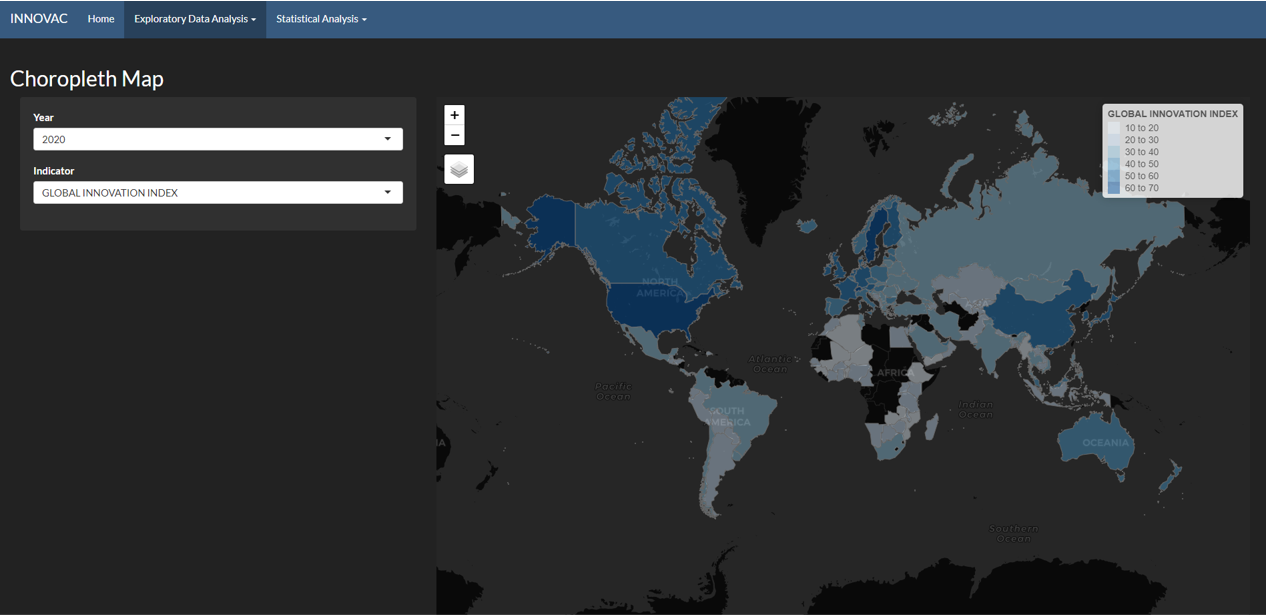 INNOVAC Home Exploratory Data Analysis Statistical Analysis
Choropleth Map
Year
2020
Indicator
GLOBAL INNOVATION INDEX
+
−
GLOBAL INNOVATION INDEX
10 to 20
20 to 30
30 to 40
40 to 50
50 to 60
60 to 70
NORTH
AMERICA
ASIA
Atlantic
Ocean
AFRICA
Pacific
Ocean
Indian
Ocean
SOUTH
AMERICA
OCEANIA
IA
Southern
Ocean